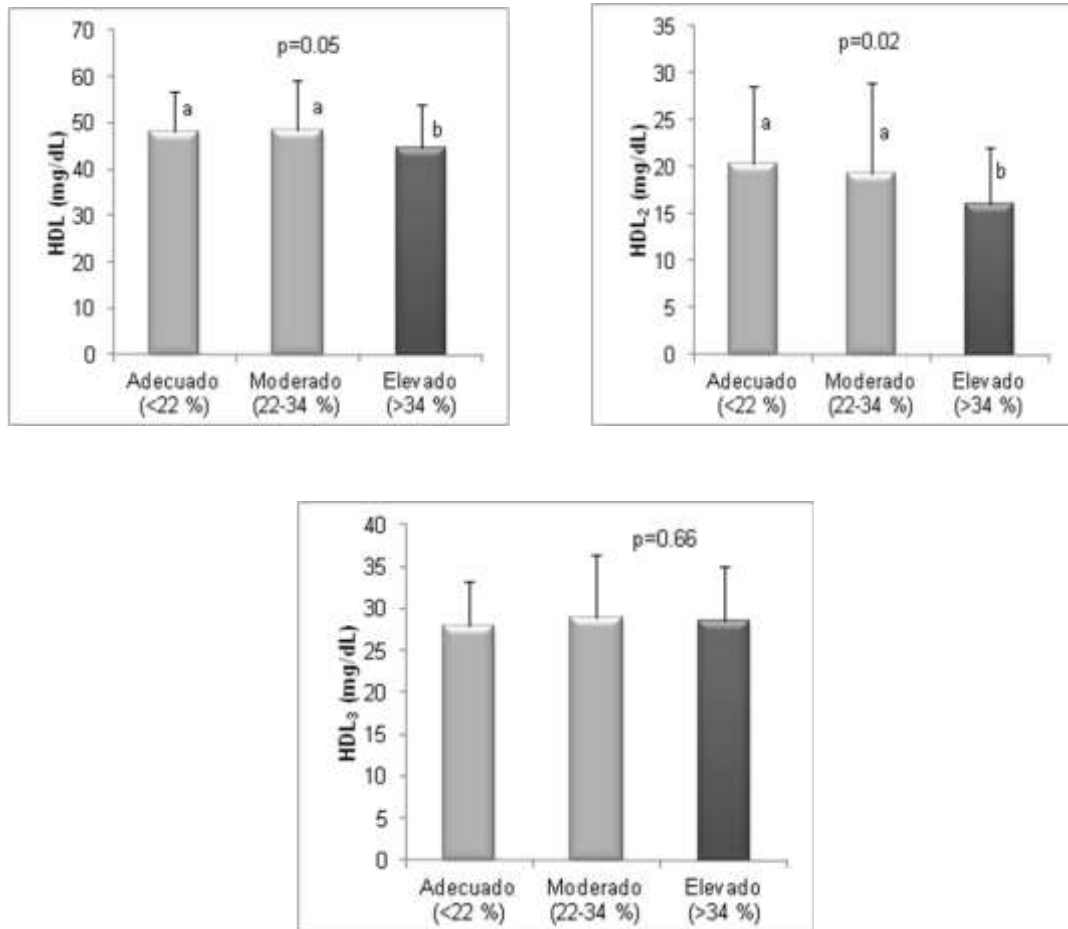 HDL (mg/dL)
70
60
50
40
30
20
10
0
p=0.05
a
a
b
Adecuado Moderado Elevado
(<22 %) (22-34 %) (>34 %)
HDL₂ (mg/dL)
35
30
25
20
15
10
5
0
p=0.02
a
a
b
Adecuado Moderado Elevado
(<22 %) (22-34 %) (>34 %)
HDL₃ (mg/dL)
40
35
30
25
20
15
10
5
0
p=0.66
Adecuado Moderado Elevado
(<22 %) (22-34 %) (>34 %)